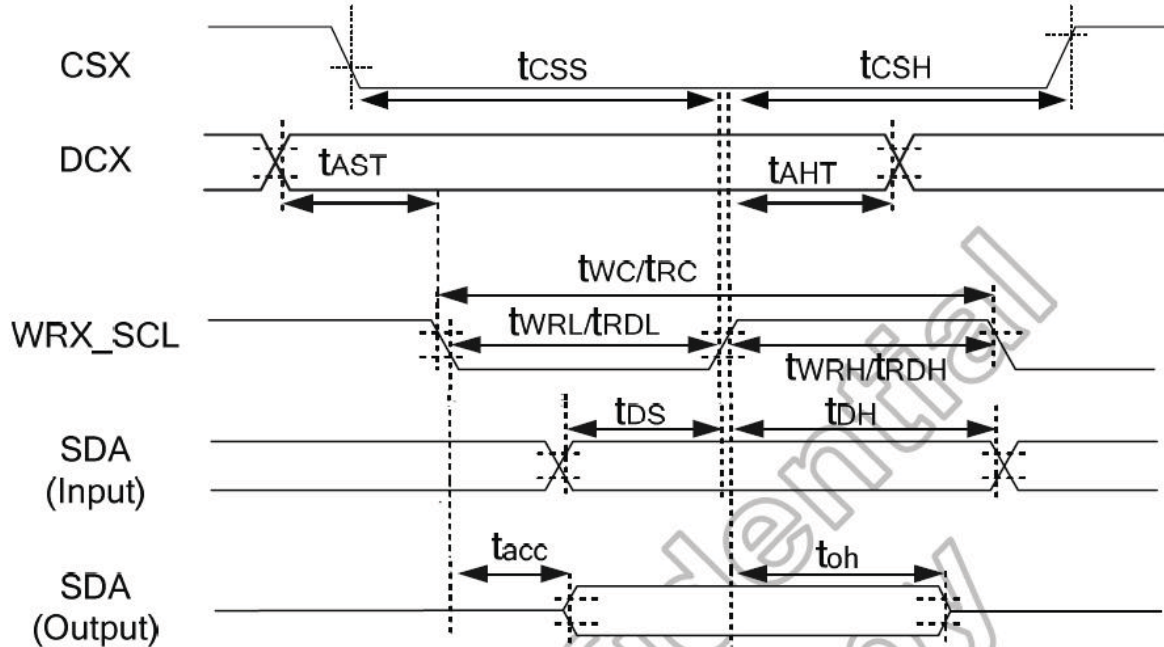 CSX
tCSS
tCSH
DCX
tAST
tAHT
tWC/tRC
WRX_SCL
tWRL/tRDL
tWRH/tRDH
tDS
tDH
SDA
(Input)
tacc
toh
SDA
(Output)